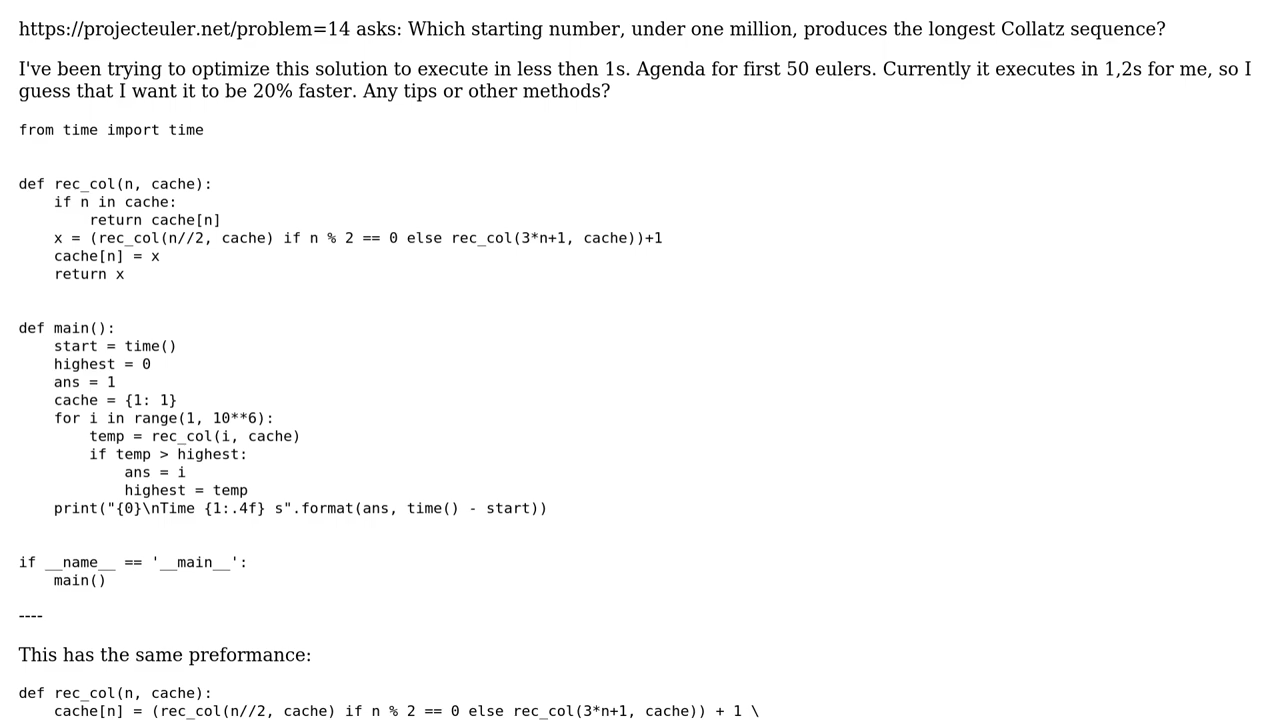 https://projecteuler.net/problem=14 asks: Which starting number, under one million, produces the longest Collatz sequence?
I've been trying to optimize this solution to execute in less then 1s. Agenda for first 50 eulers. Currently it executes in 1,2s for me, so I
guess that I want it to be 20% faster. Any tips or other methods?
from time import time
def rec_col(n, cache):
    if n in cache:
        return cache[n]
    x = (rec_col(n//2, cache) if n % 2 == 0 else rec_col(3*n+1, cache))+1
    cache[n] = x
    return x
def main():
    start = time()
    highest = 0
    ans = 1
    cache = {1: 1}
    for i in range(1, 10**6):
        temp = rec_col(i, cache)
        if temp > highest:
            ans = i
            highest = temp
    print("{0}\nTime {1:.4f} s".format(ans, time() - start))
if __name__ == '__main__':
    main()
----
This has the same preformance:
def rec_col(n, cache):
    cache[n] = (rec_col(n//2, cache) if n % 2 == 0 else rec_col(3*n+1, cache)) + 1 \